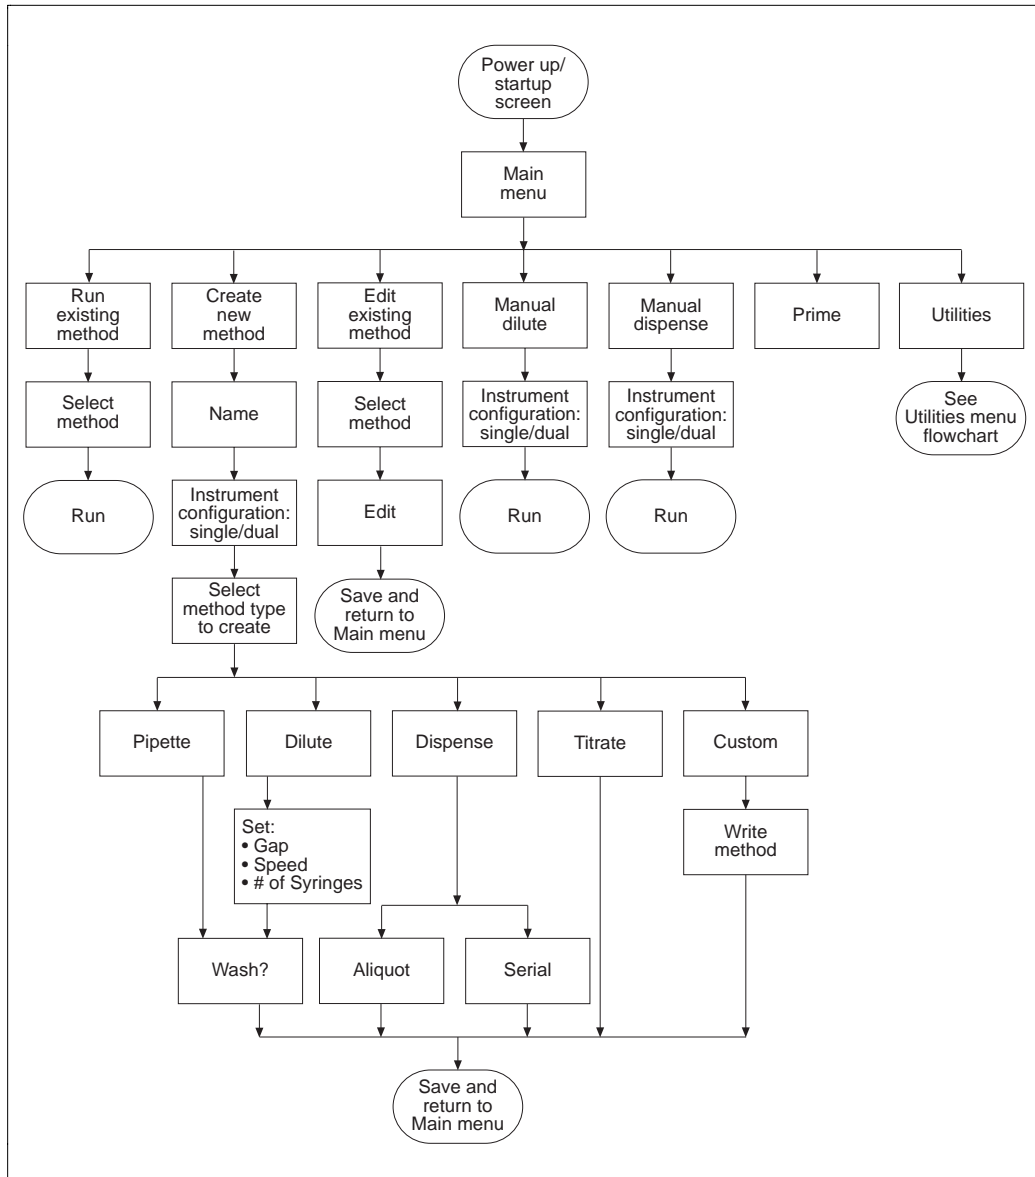 Power up/
startup
screen
Main
menu
Run
existing
method
Create
new
method
Edit
existing
method
Manual
dilute
Manual
dispense
Prime
Utilities
Select
method
Name
Select
method
Instrument
configuration:
single/dual
Instrument
configuration:
single/dual
See
Utilities menu
flowchart
Run
Instrument
configuration:
single/dual
Edit
Run
Run
Select
method type
to create
Save and
return to
Main menu
Pipette
Dilute
Dispense
Titrate
Custom
Set:
• Gap
• Speed
• # of Syringes
Write
method
Wash?
Aliquot
Serial
Save and
return to
Main menu